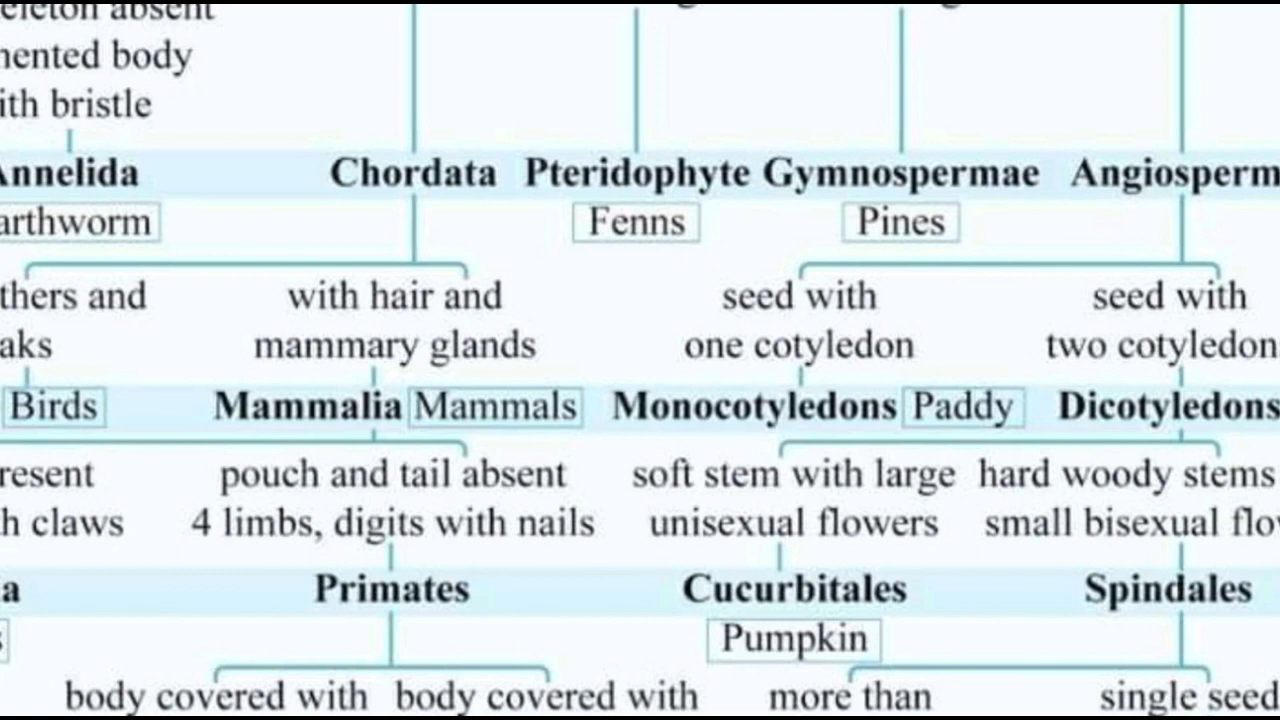 eleton absent
nented body
ith bristle
Annelida Chordata Pteridophyte Gymnospermae Angiosperm
arthworm Fenns Pines
thers and with hair and seed with seed with
aks mammary glands one cotyledon two cotyledon
Birds Mammalia Mammals Monocotyledons Paddy Dicotyledons
resent pouch and tail absent soft stem with large hard woody stems
h claws 4 limbs, digits with nails unisexual flowers small bisexual flo
a Primates Cucurbitales Spindales
s Pumpkin
body covered with body covered with more than single seed